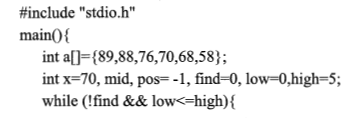 #include "stdio.h"
main(){
int a[]={89,88,76,70,68,58};
int x=70, mid, pos= -1, find=0, low=0,high=5;
while (!find && low<=high){